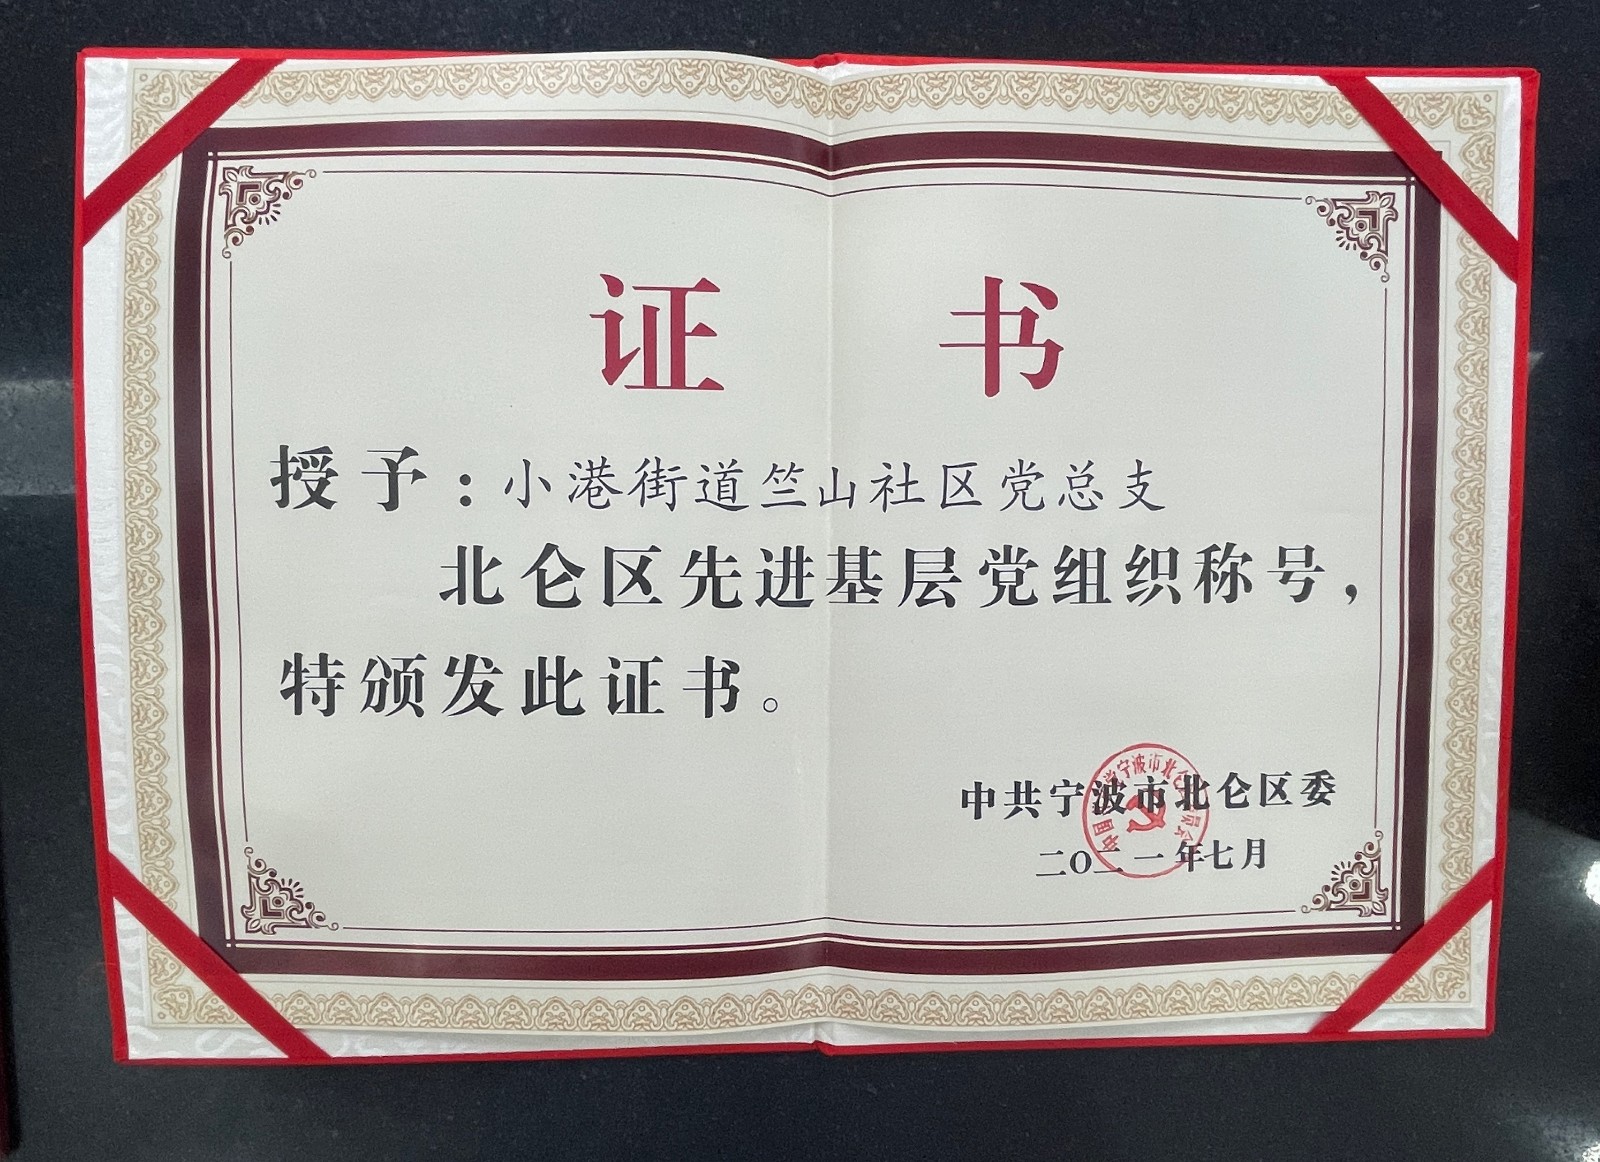 证书
授予：小港街道竺山社区党总支
北仑区先进基层党组织称号，
特颁发此证书。
中共宁波市北仑区委
二〇二一年七月